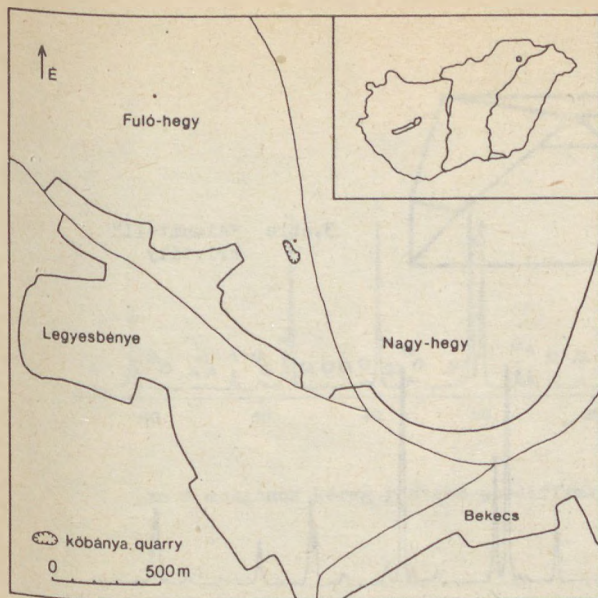 É
Fuló-hegy
Legyesbénye
Nagy-hegy
Bekecs
kőbánya, quarry
0 500 m